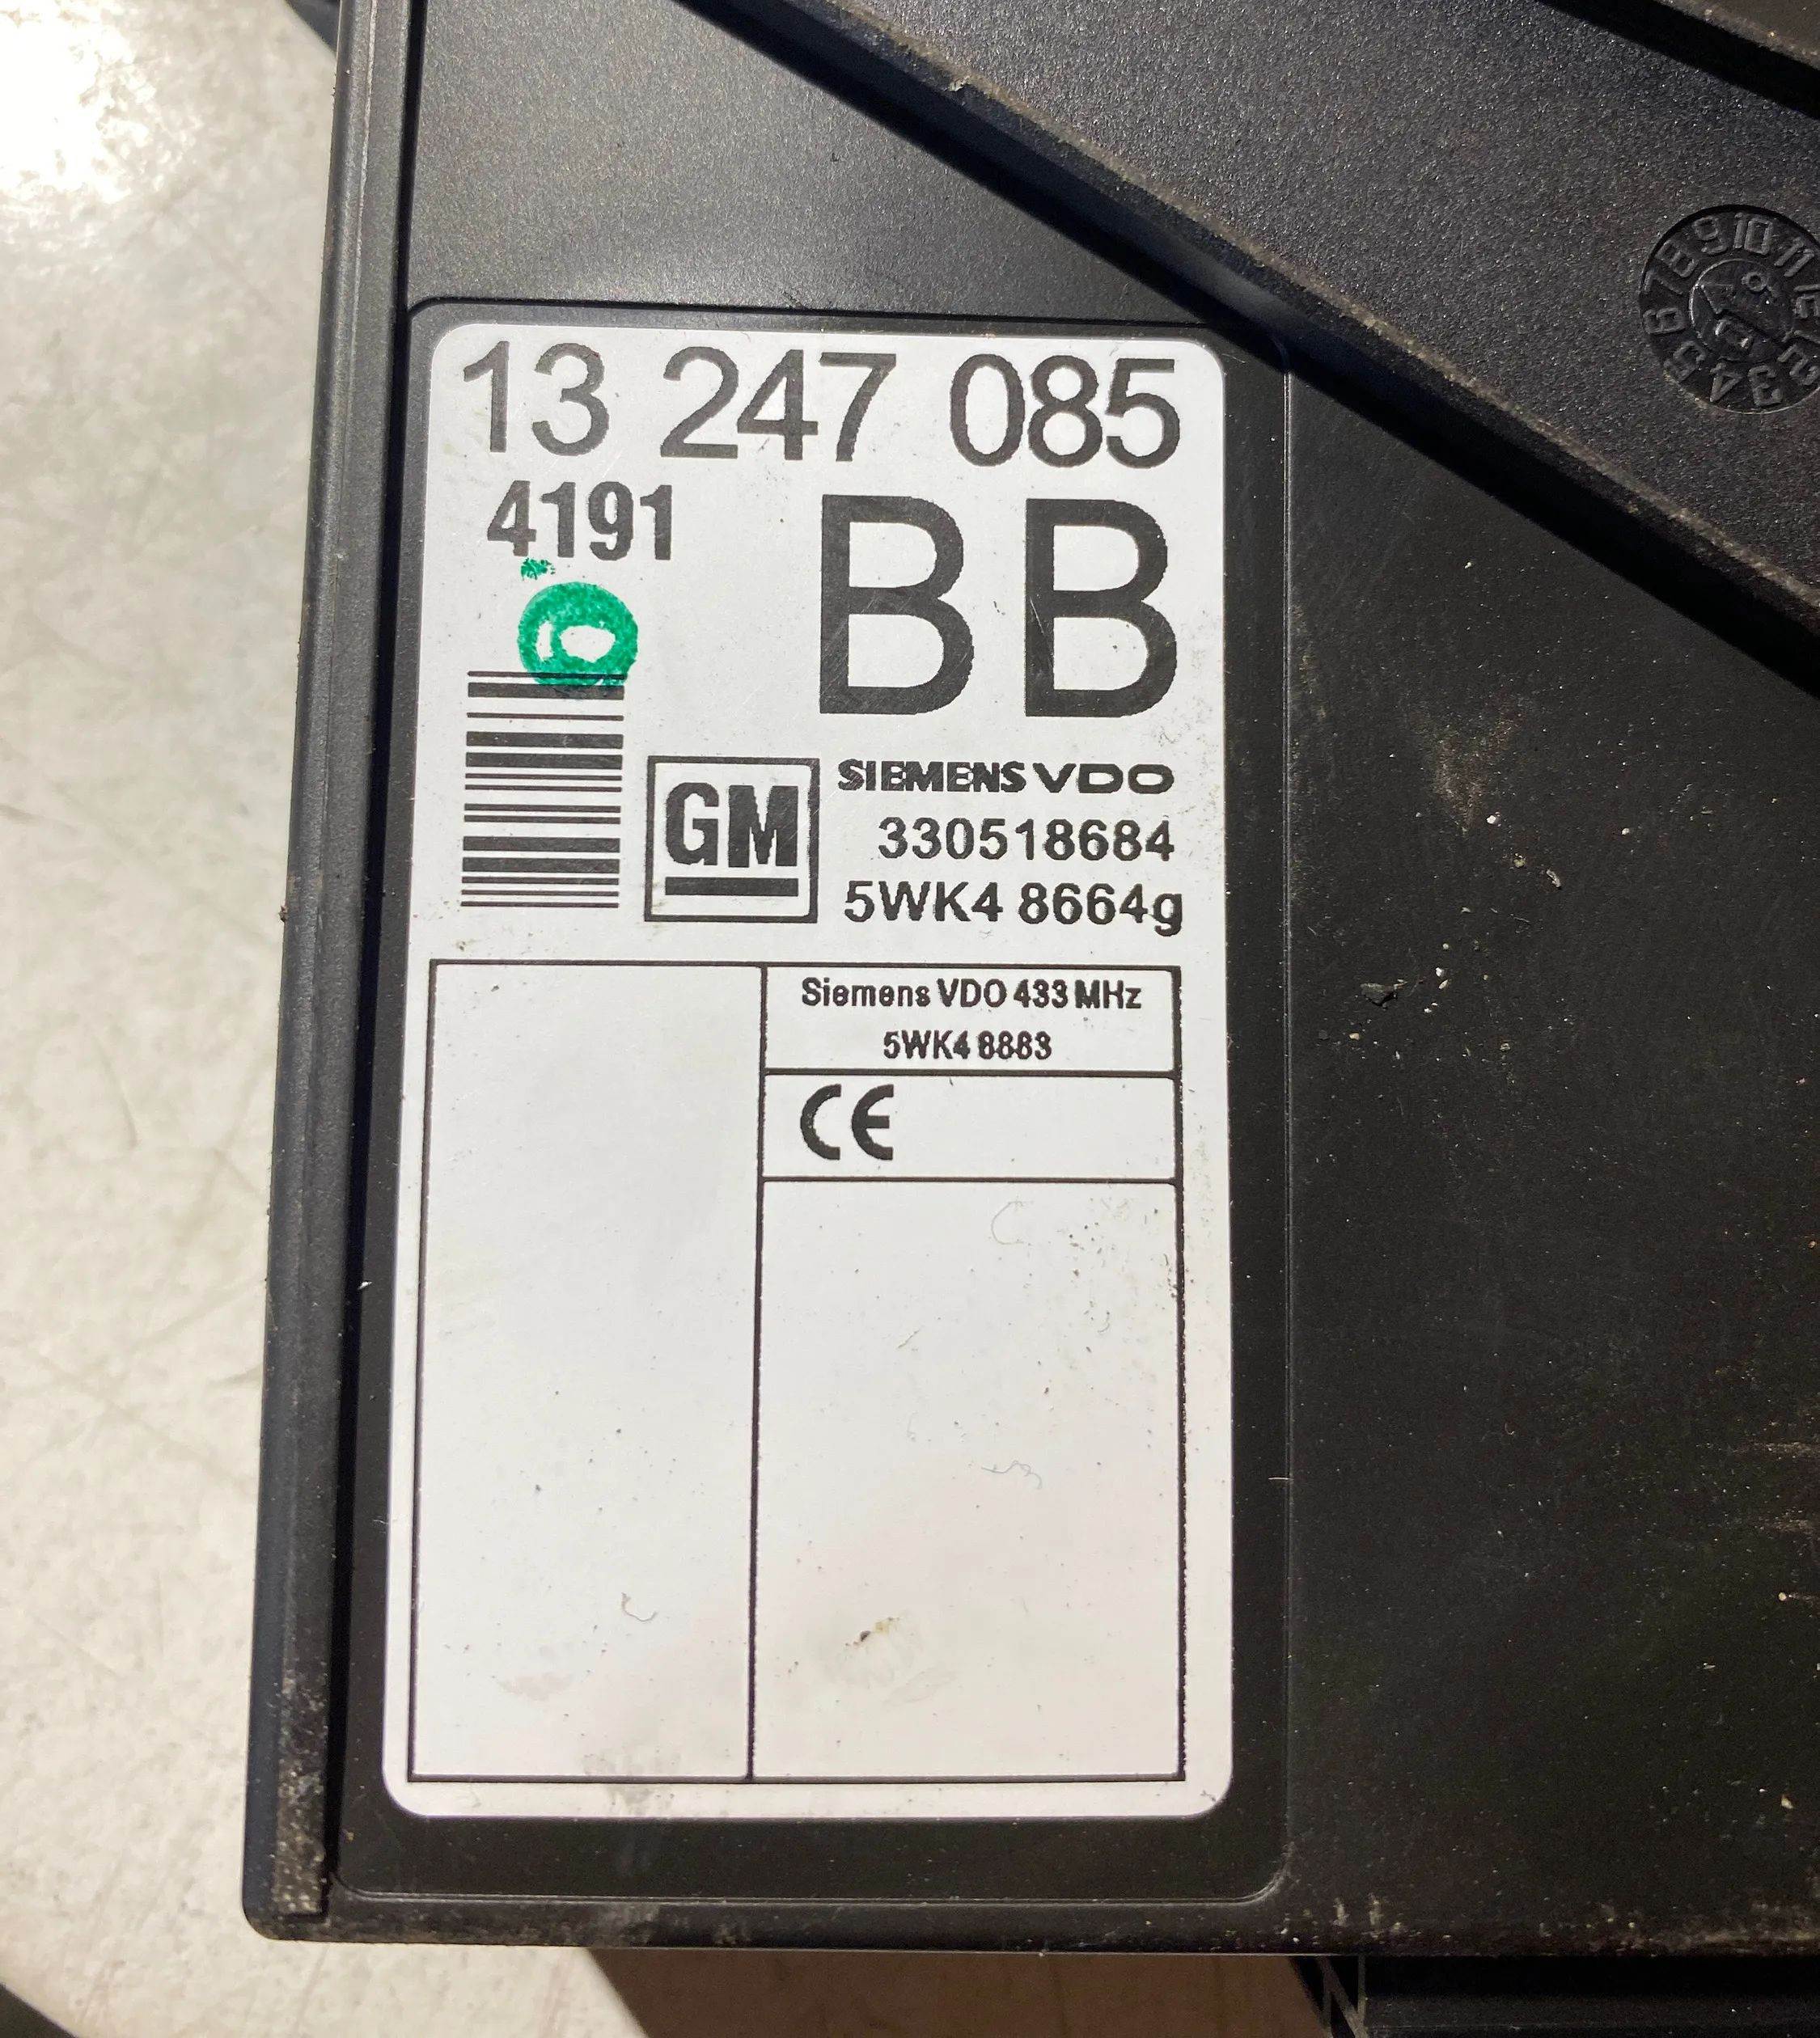 13 247 085
4191
BB
GM
SIEMENS VDO
330518684
5WK4 8664g
Siemens VDO 433 MHz
5WK4 8883
CE